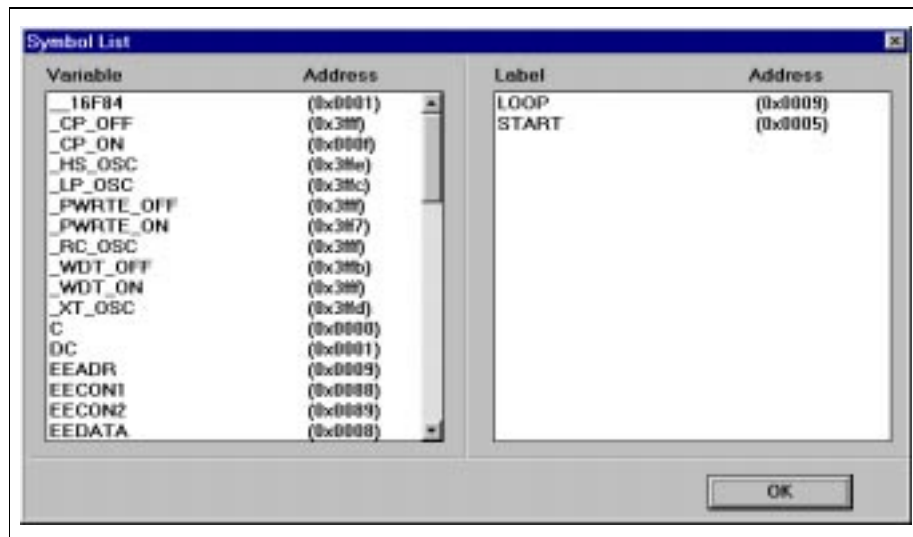 Symbol List
Variable Address
__16F84 (0x0001)
_CP_OFF (0x3fff)
_CP_ON (0x000f)
_HS_OSC (0x3ffe)
_LP_OSC (0x3ffc)
_PWRTE_OFF (0x3fff)
_PWRTE_ON (0x3ff7)
_RC_OSC (0x3fff)
_WDT_OFF (0x3ffb)
_WDT_ON (0x3fff)
_XT_OSC (0x3ffd)
C (0x0000)
DC (0x0001)
EEADR (0x0009)
EECON1 (0x0088)
EECON2 (0x0089)
EEDATA (0x0008)
Label Address
LOOP (0x0009)
START (0x0005)
OK